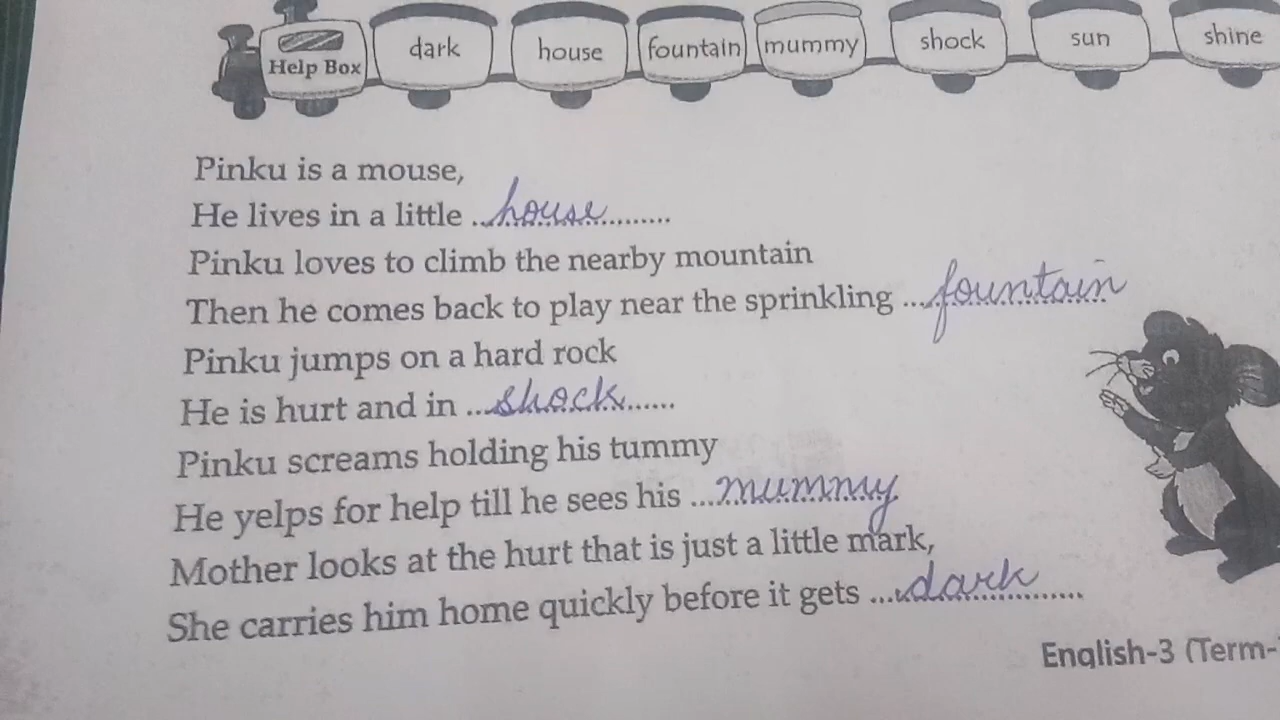 Help Box dark house fountain mummy shock sun shine
Pinku is a mouse,
He lives in a little ..house.........
Pinku loves to climb the nearby mountain
Then he comes back to play near the sprinkling ...fountain
Pinku jumps on a hard rock
He is hurt and in ...shock.......
Pinku screams holding his tummy
He yelps for help till he sees his ...mummy
Mother looks at the hurt that is just a little mark,
She carries him home quickly before it gets ...dark......
English-3 (Term-